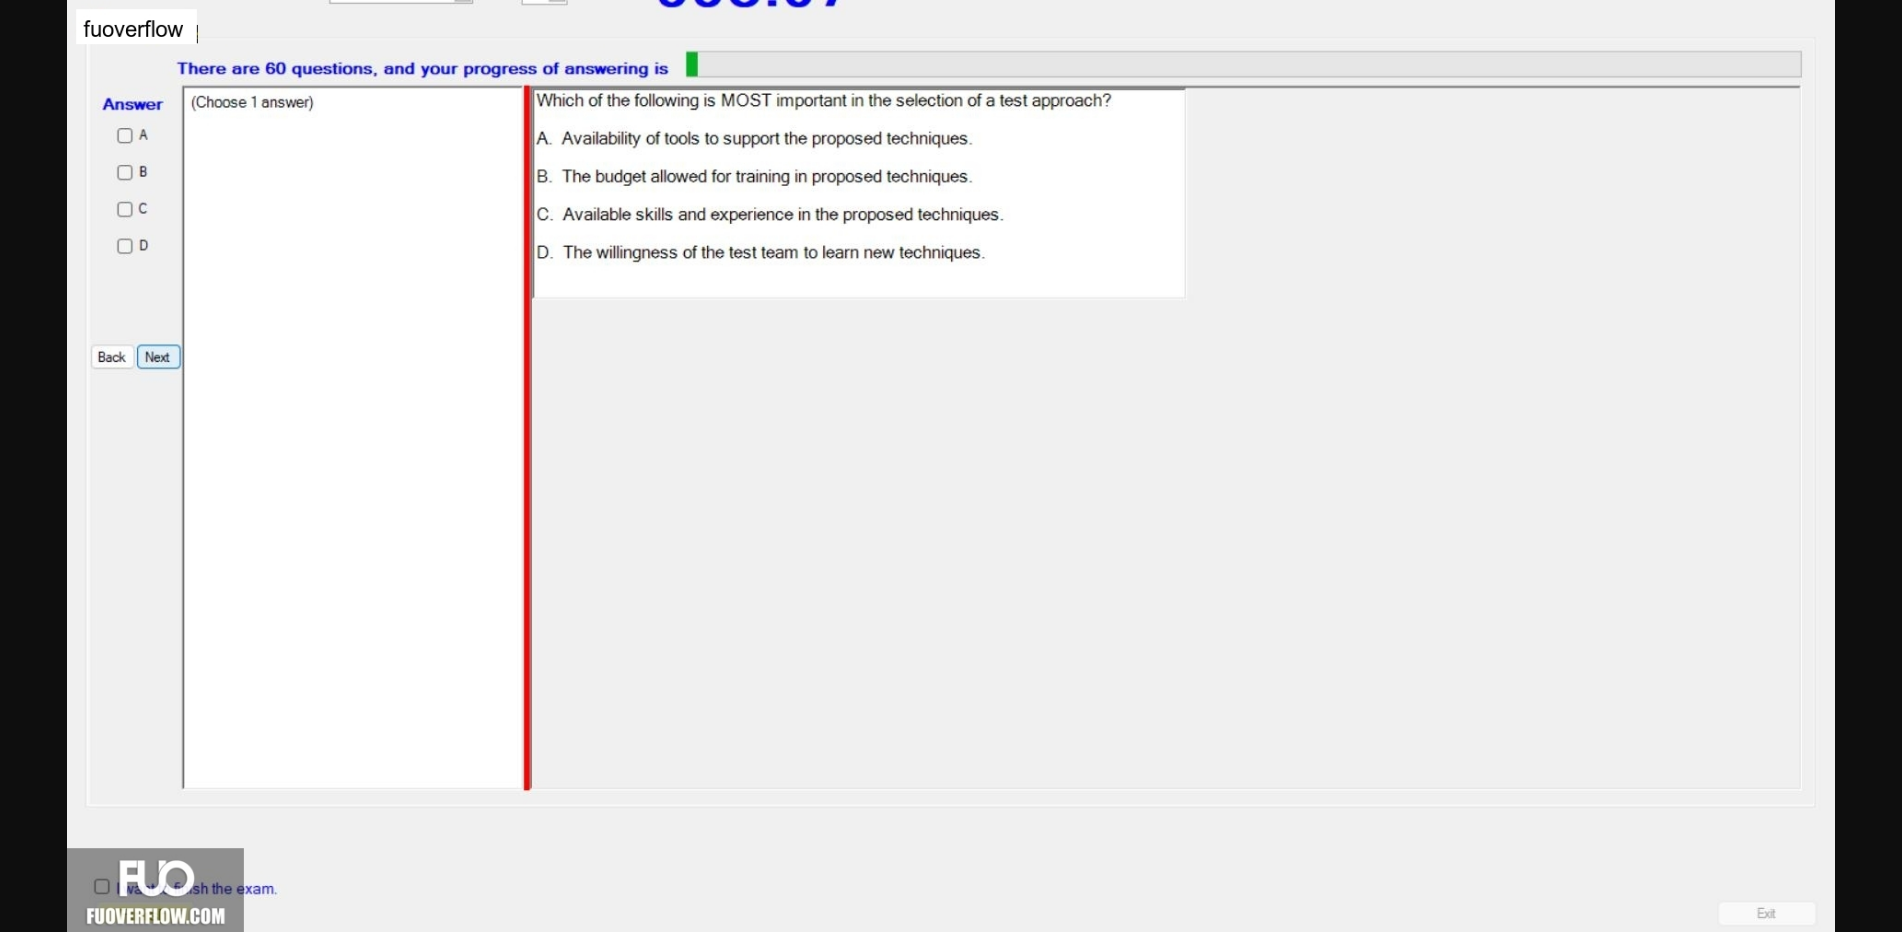 fuoverflow
There are 60 questions, and your progress of answering is
Answer
(Choose 1 answer)
A
B
C
D
Back
Next
Which of the following is MOST important in the selection of a test approach?
A. Availability of tools to support the proposed techniques.
B. The budget allowed for training in proposed techniques.
C. Available skills and experience in the proposed techniques.
D. The willingness of the test team to learn new techniques.
FUO
the exam.
FUOVERFLOW.COM
Exit